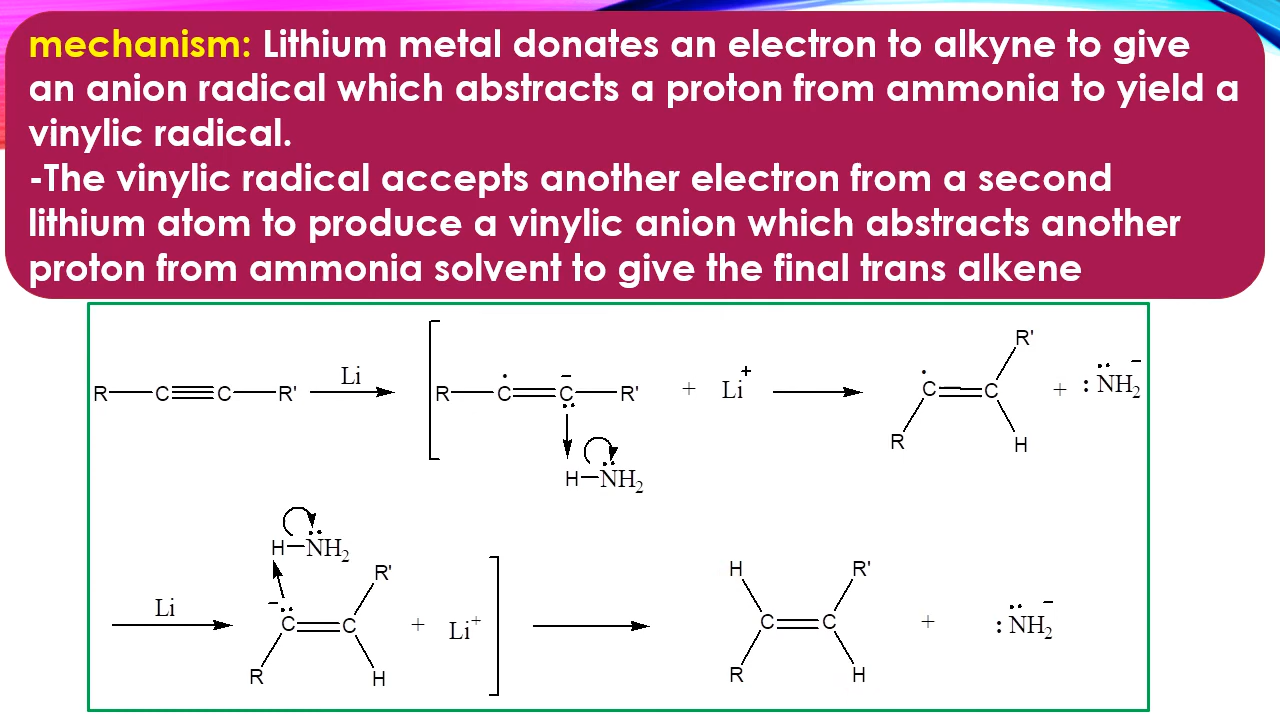 mechanism: Lithium metal donates an electron to alkyne to give
an anion radical which abstracts a proton from ammonia to yield a
vinylic radical.
-The vinylic radical accepts another electron from a second
lithium atom to produce a vinylic anion which abstracts another
proton from ammonia solvent to give the final trans alkene
R C C R' Li R C C R' + Li+ R C C R' H + :NH2-
H NH2
H NH2
Li R C C R' H + Li+ H R C C R' H + :NH2-